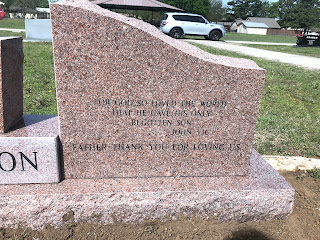 FOR GOD SO LOVED THE WORLD
THAT HE GAVE HIS ONLY
BEGOTTEN SON
JOHN 3:16
FATHER THANK YOU FOR LOVING US
ON